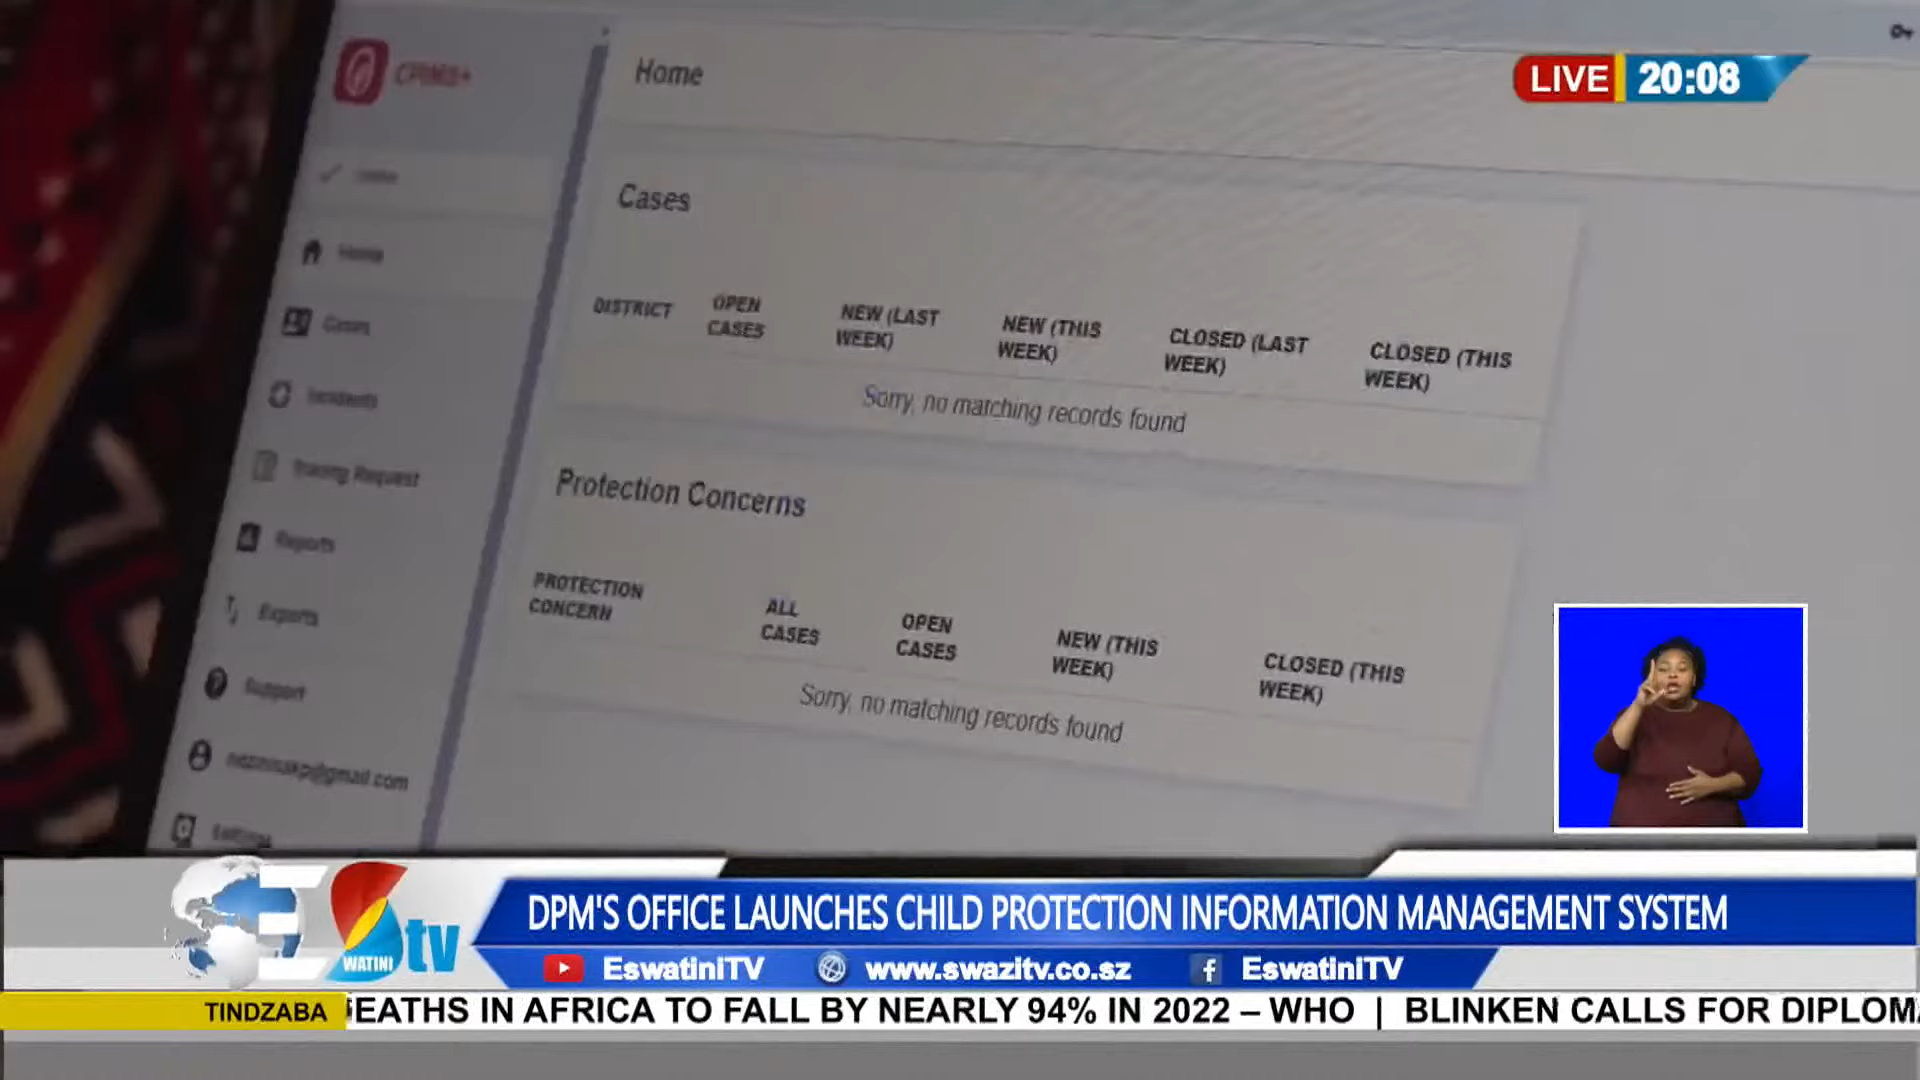 CPIMS+
Home
LIVE 20:08
Home
Cases
Incidents
Tracing Request
Reports
Exports
Support
Cases
DISTRICT
OPEN CASES
NEW (LAST WEEK)
NEW (THIS WEEK)
CLOSED (LAST WEEK)
CLOSED (THIS WEEK)
Sorry, no matching records found
Protection Concerns
PROTECTION CONCERN
ALL CASES
OPEN CASES
NEW (THIS WEEK)
CLOSED (THIS WEEK)
Sorry, no matching records found
E S WATINI tv
DPM'S OFFICE LAUNCHES CHILD PROTECTION INFORMATION MANAGEMENT SYSTEM
EswatiniTV www.swazitv.co.sz EswatiniTV
TINDZABA EATHS IN AFRICA TO FALL BY NEARLY 94% IN 2022 – WHO | BLINKEN CALLS FOR DIPLOM